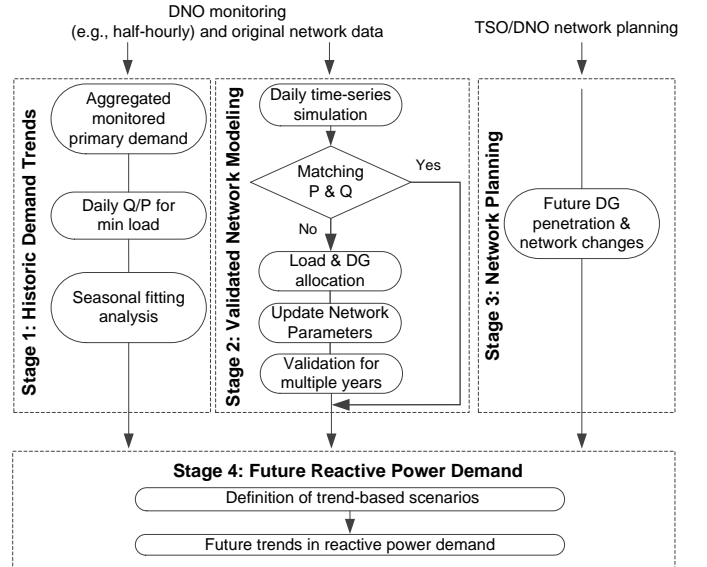 DNO monitoring
(e.g., half-hourly) and original network data
TSO/DNO network planning
Stage 1: Historic Demand Trends
Aggregated
monitored
primary demand
Daily Q/P for
min load
Seasonal fitting
analysis
Stage 2: Validated Network Modeling
Daily time-series
simulation
Matching
P & Q
Yes
No
Load & DG
allocation
Update Network
Parameters
Validation for
multiple years
Stage 3: Network Planning
Future DG
penetration &
network changes
Stage 4: Future Reactive Power Demand
Definition of trend-based scenarios
Future trends in reactive power demand